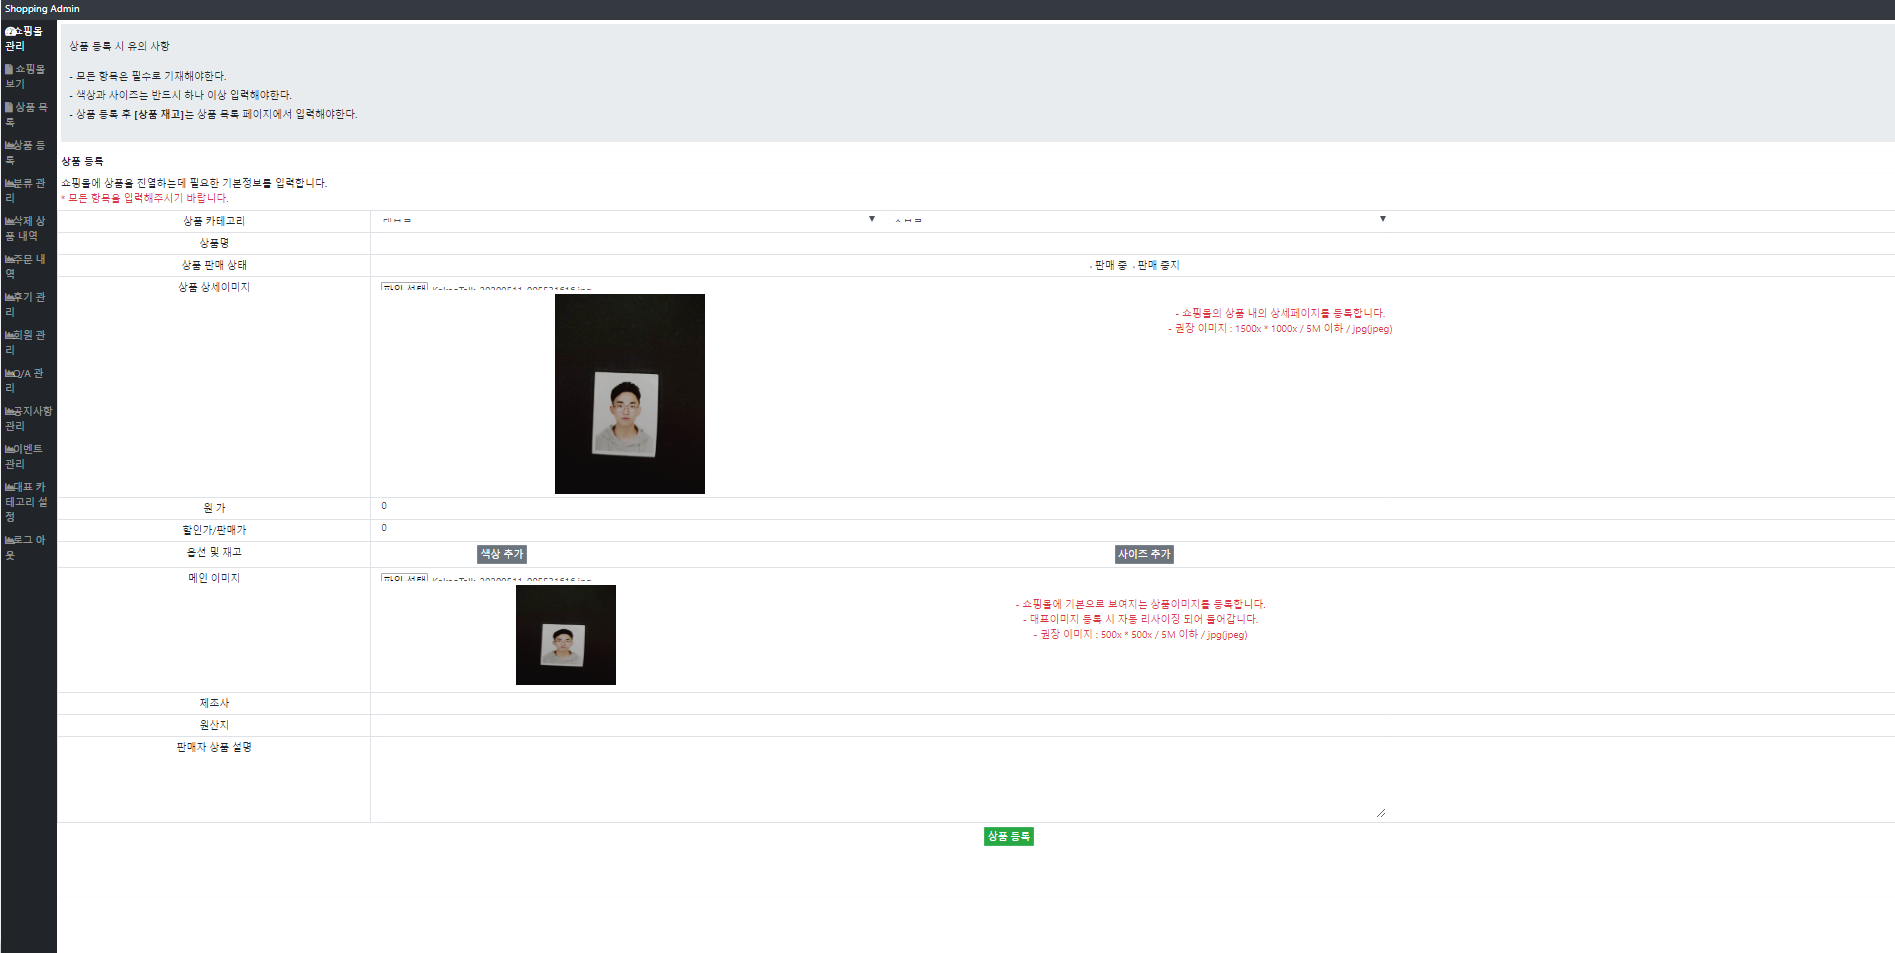 Shopping Admin
쇼핑몰
관리
쇼핑몰
보기
상품 목
록
상품 등
록
분류 관
리
삭제 상
품 내역
주문 내
역
후기 관
리
회원 관
리
Q/A 관
리
공지사항
관리
이벤트
관리
대표 카
테고리 설
정
로그 아
웃
상품 등록 시 유의 사항
- 모든 항목은 필수로 기재해야한다.
- 색상과 사이즈는 반드시 하나 이상 입력해야한다.
- 상품 등록 후 [상품 재고]는 상품 목록 페이지에서 입력해야한다.
상품 등록
쇼핑몰에 상품을 진열하는데 필요한 기본정보를 입력합니다.
* 모든 항목을 입력해주시기 바랍니다.
상품 카테고리
상품명
상품 판매 상태
판매 중 판매 중지
상품 상세이미지
파일 선택
- 쇼핑몰의 상품 내의 상세페이지를 등록합니다.
- 권장 이미지 : 1500x * 1000x / 5M 이하 / jpg(jpeg)
원 가
0
할인가/판매가
0
옵션 및 재고
색상 추가
사이즈 추가
메인 이미지
파일 선택
- 쇼핑몰에 기본으로 보여지는 상품이미지를 등록합니다.
- 대표이미지 등록 시 자동 리사이징 되어 들어갑니다.
- 권장 이미지 : 500x * 500x / 5M 이하 / jpg(jpeg)
제조사
원산지
판매자 상품 설명
상품 등록